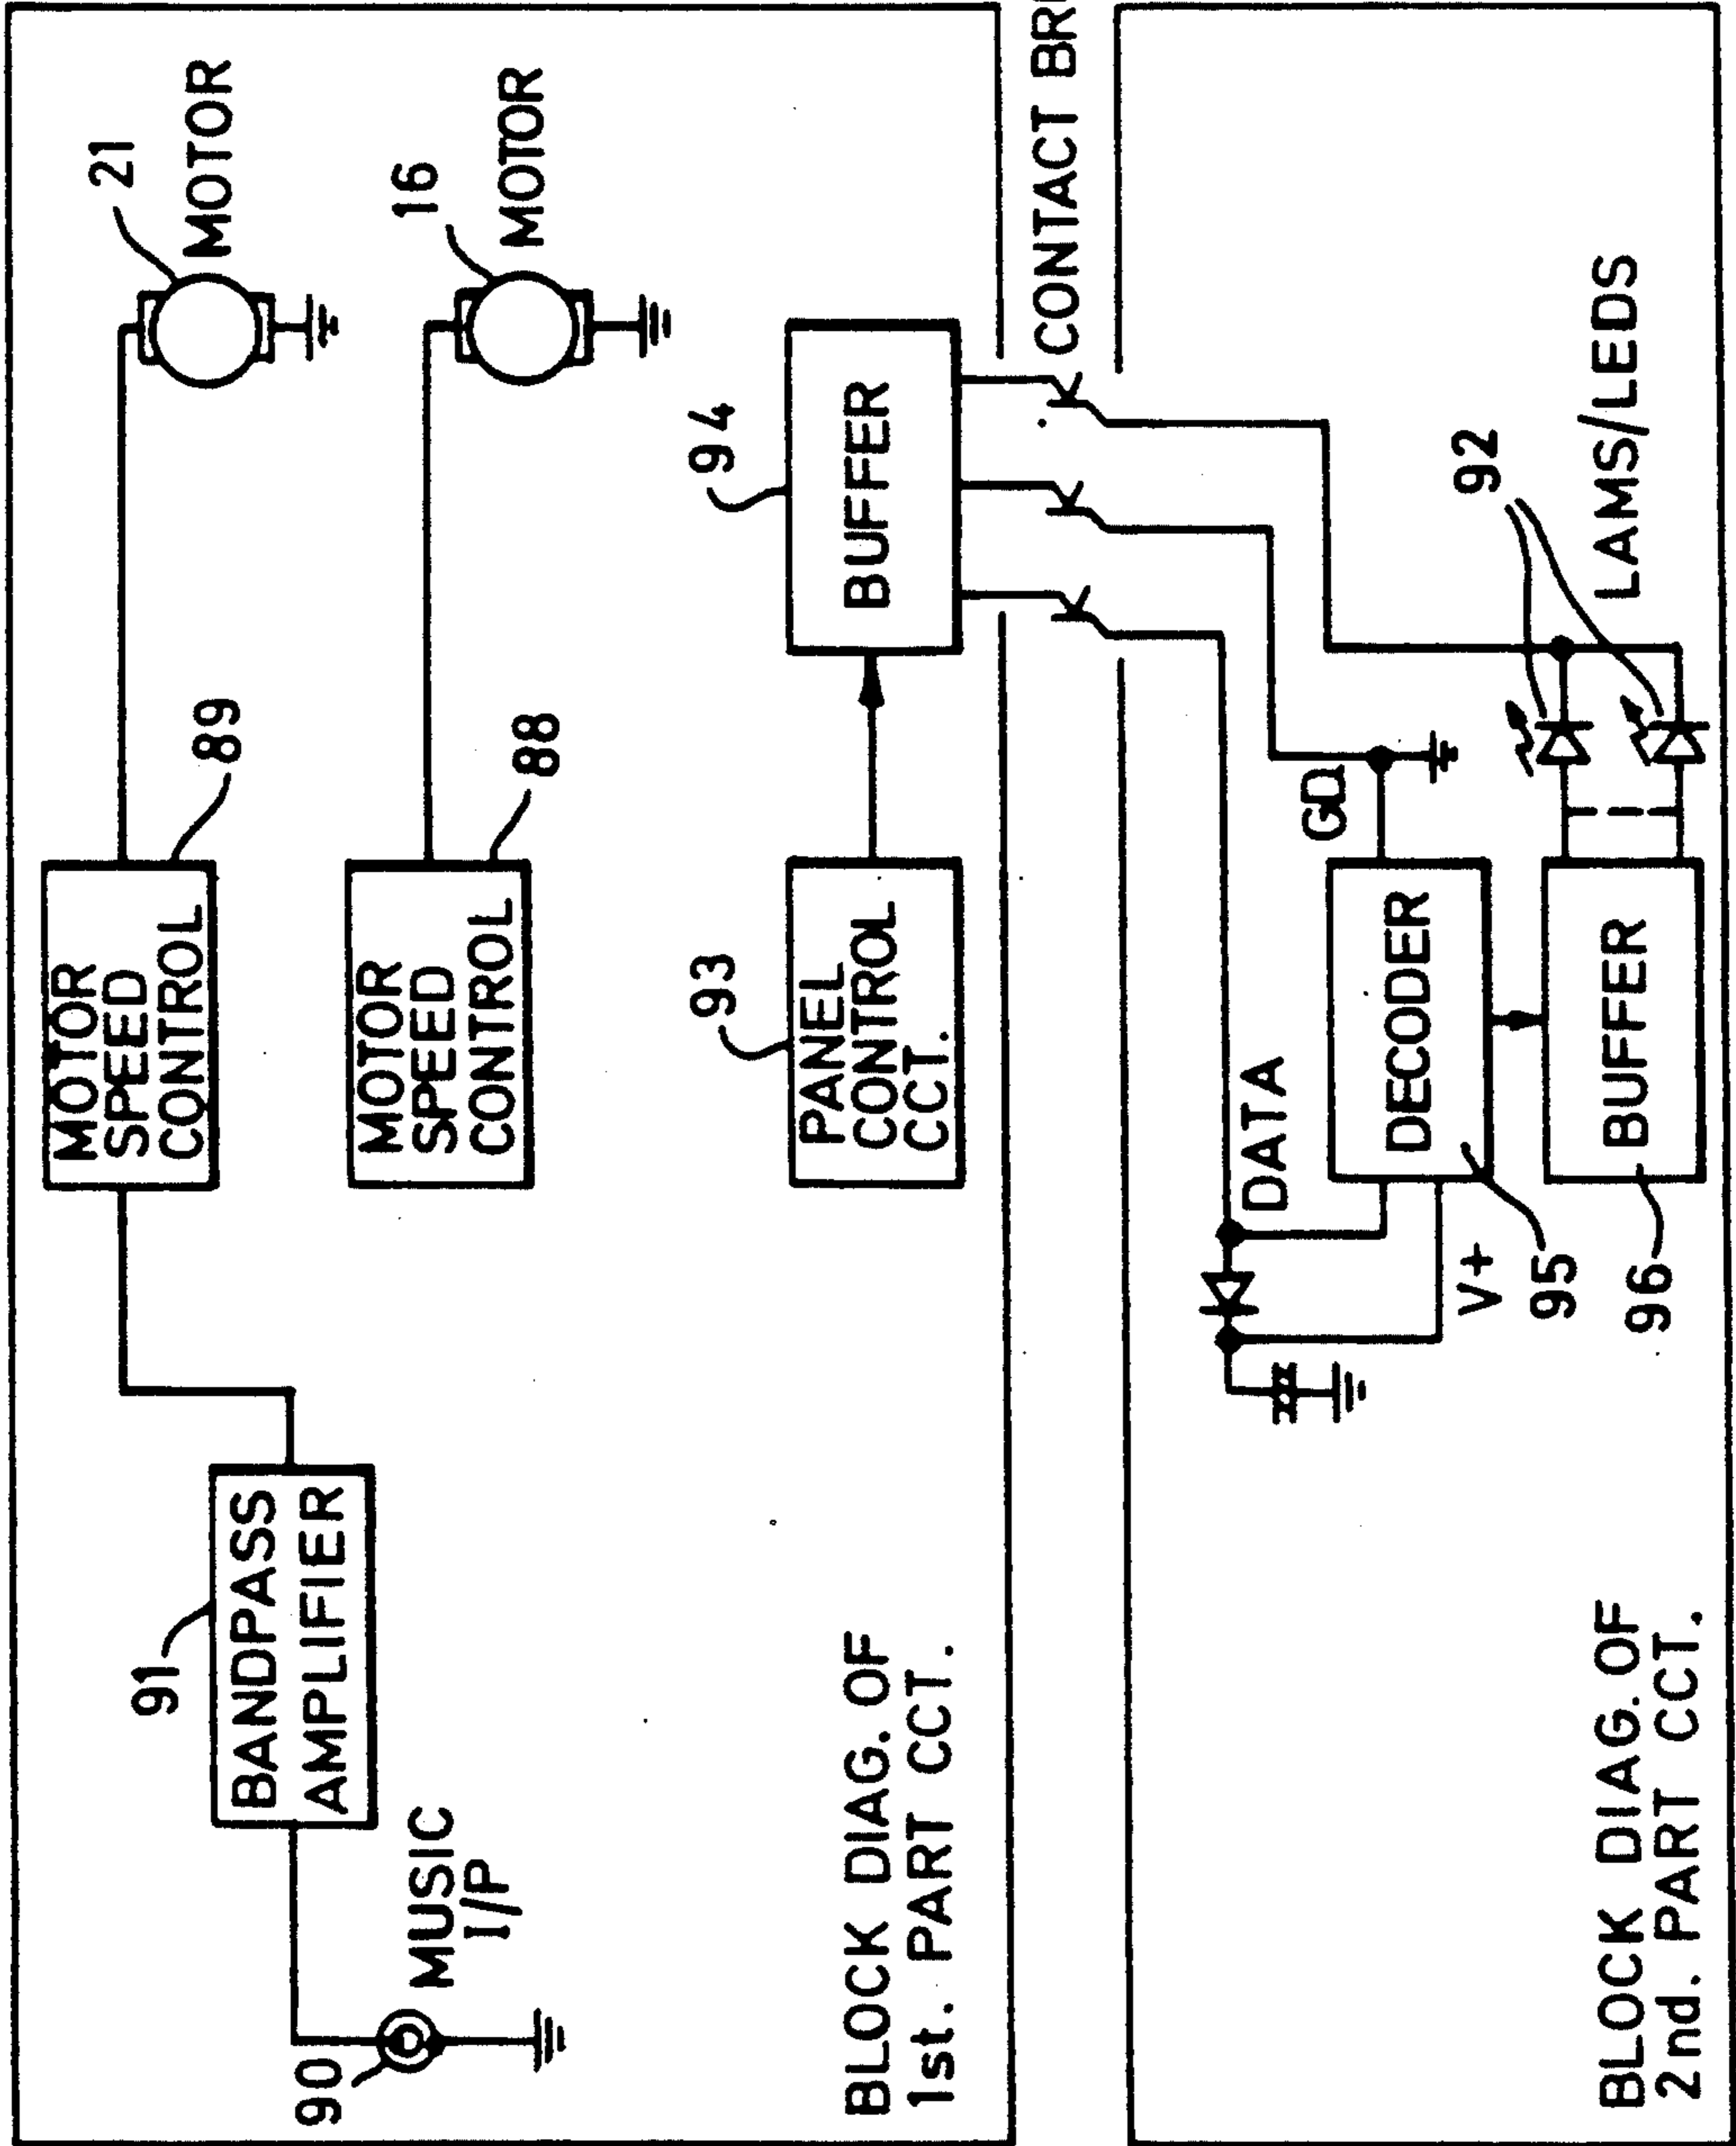 90
MUSIC
I/P
91
BANDPASS
AMPLIFIER
MOTOR
SPEED
CONTROL
89
21
MOTOR
MOTOR
SPEED
CONTROL
88
16
MOTOR
93
PANEL
CONTROL
CCT.
94
BUFFER
BLOCK DIAG. OF
1st. PART CCT.
CONTACT
DATA
V+
GD
DECODER
95
BUFFER
96
92
LAMS/LEDS
BLOCK DIAG. OF
2nd. PART CCT.